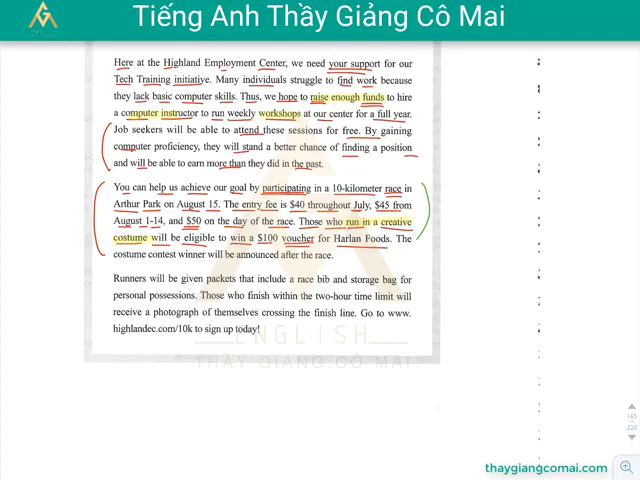 Tiếng Anh Thầy Giảng Cô Mai
Here at the Highland Employment Center, we need your support for our
Tech Training initiative. Many individuals struggle to find work because
they lack basic computer skills. Thus, we hope to raise enough funds to hire
a computer instructor to run weekly workshops at our center for a full year.
Job seekers will be able to attend these sessions for free. By gaining
computer proficiency, they will stand a better chance of finding a position
and will be able to earn more than they did in the past.
You can help us achieve our goal by participating in a 10-kilometer race in
Arthur Park on August 15. The entry fee is $40 throughout July, $45 from
August 1-14, and $50 on the day of the race. Those who run in a creative
costume will be eligible to win a $100 voucher for Harlan Foods. The
costume contest winner will be announced after the race.
Runners will be given packets that include a race bib and storage bag for
personal possessions. Those who finish within the two-hour time limit will
receive a photograph of themselves crossing the finish line. Go to www.
highlandec.com/10k to sign up today!
ENGLISH
THẦY GIẢNG.CÔ MAI
163
220
thaygiangcomai.com